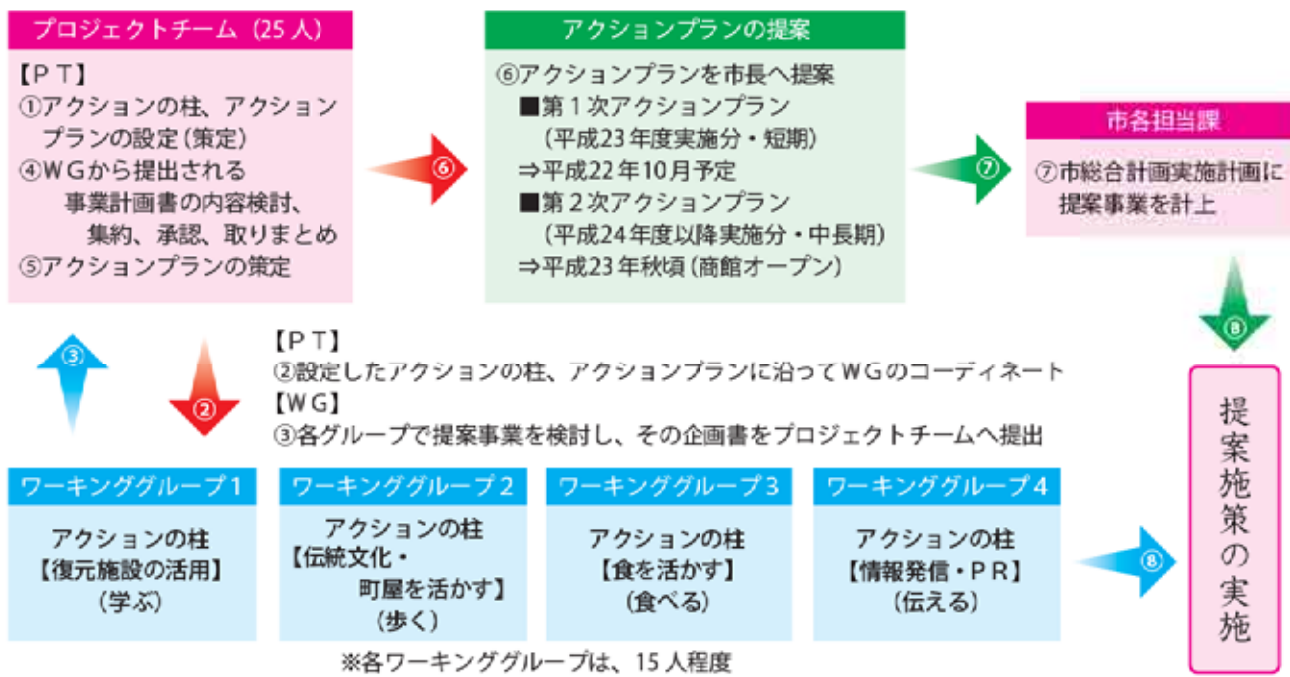 プロジェクトチーム（25人）
【ＰＴ】
①アクションの柱、アクション
プランの設定（策定）
④ＷＧから提出される
事業計画書の内容検討、
集約、承認、取りまとめ
⑤アクションプランの策定
⑥
アクションプランの提案
⑥アクションプランを市長へ提案
■第１次アクションプラン
（平成23年度実施分・短期）
⇒平成22年10月予定
■第２次アクションプラン
（平成24年度以降実施分・中長期）
⇒平成23年秋頃（商館オープン）
⑦
市各担当課
⑦市総合計画実施計画に
提案事業を計上
③
②
【ＰＴ】
②設定したアクションの柱、アクションプランに沿ってＷＧのコーディネート
【ＷＧ】
③各グループで提案事業を検討し、その企画書をプロジェクトチームへ提出
⑧
ワーキンググループ１
アクションの柱
【復元施設の活用】
（学ぶ）
ワーキンググループ２
アクションの柱
【伝統文化・
町屋を活かす】
（歩く）
ワーキンググループ３
アクションの柱
【食を活かす】
（食べる）
ワーキンググループ４
アクションの柱
【情報発信・ＰＲ】
（伝える）
⑧
提案施策の実施
※各ワーキンググループは、15人程度